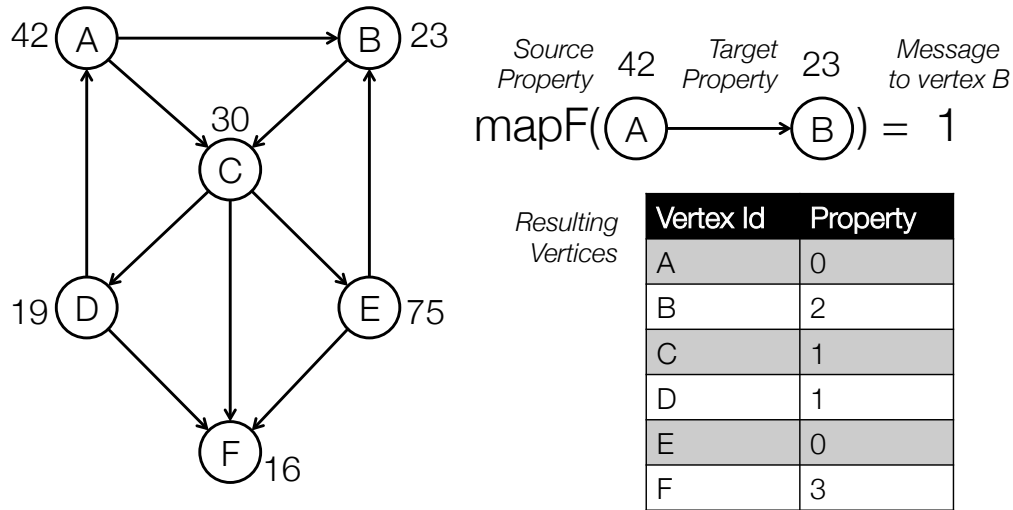 42 A B 23
30
C
19 D E 75
F 16
Source Property 42 Target Property 23 Message to vertex B
mapF( A B ) = 1
Resulting Vertices
Vertex Id Property
A 0
B 2
C 1
D 1
E 0
F 3